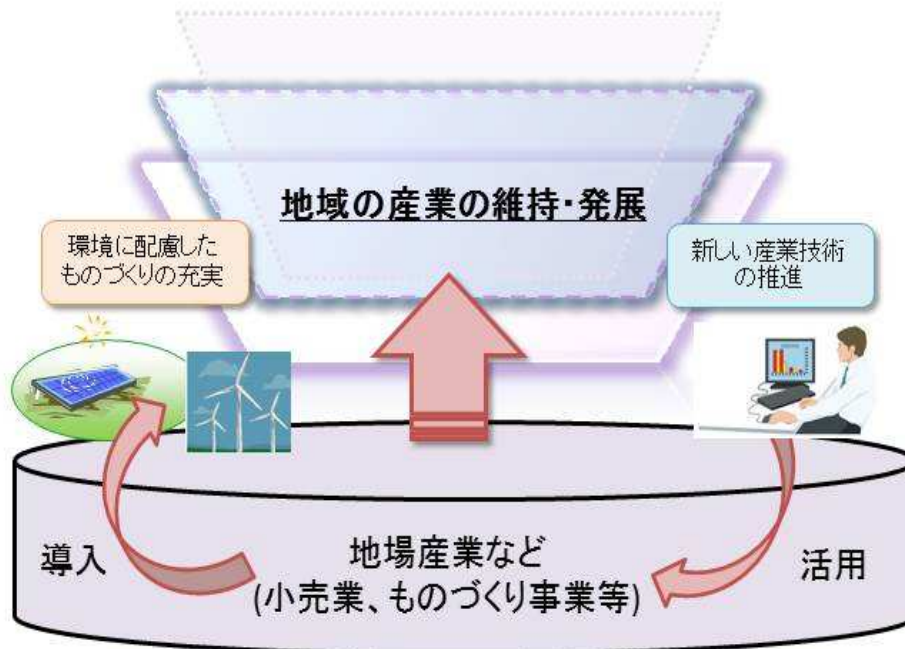 地域の産業の維持・発展
環境に配慮した
ものづくりの充実
新しい産業技術
の推進
導入
地場産業など
(小売業、ものづくり事業等)
活用